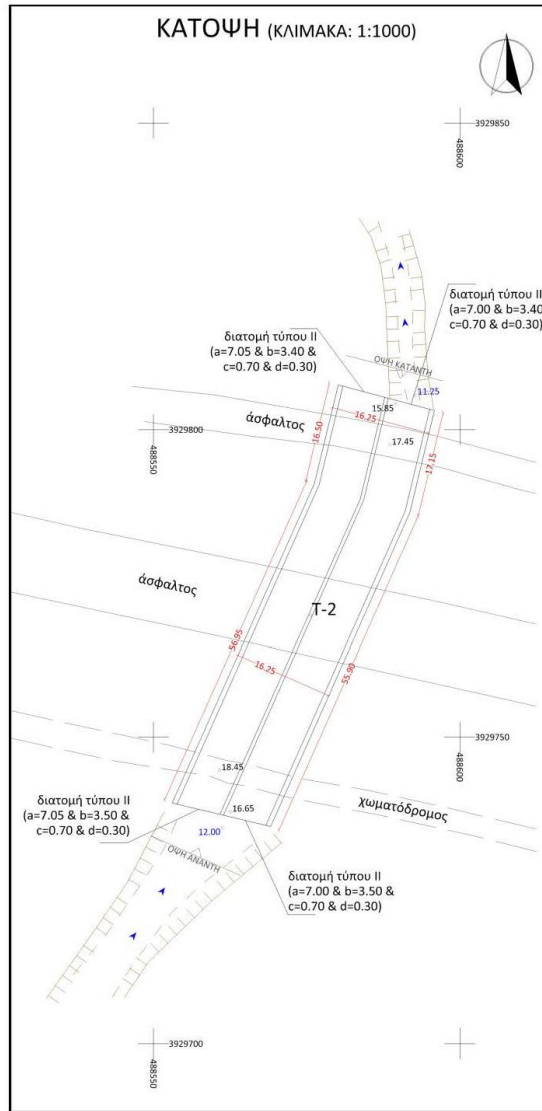 ΚΑΤΟΨΗ (ΚΛΙΜΑΚΑ: 1:1000)
3929850
488600
διατομή τύπου ΙΙ
(a=7.00 & b=3.40
c=0.70 & d=0.30)
διατομή τύπου ΙΙ
(a=7.05 & b=3.40 &
c=0.70 & d=0.30)
ΟΨΗ ΚΑΤΑΝΤΗ
11.25
15.85
16.25
άσφαλτος
3929800
488550
16.50
17.45
17.15
άσφαλτος
T-2
56.95
16.25
55.90
3929750
488600
18.45
διατομή τύπου ΙΙ
(a=7.05 & b=3.50 &
c=0.70 & d=0.30)
16.65
χωματόδρομος
12.00
ΟΨΗ ΑΝΑΝΤΗ
διατομή τύπου ΙΙ
(a=7.00 & b=3.50 &
c=0.70 & d=0.30)
3929700
488550